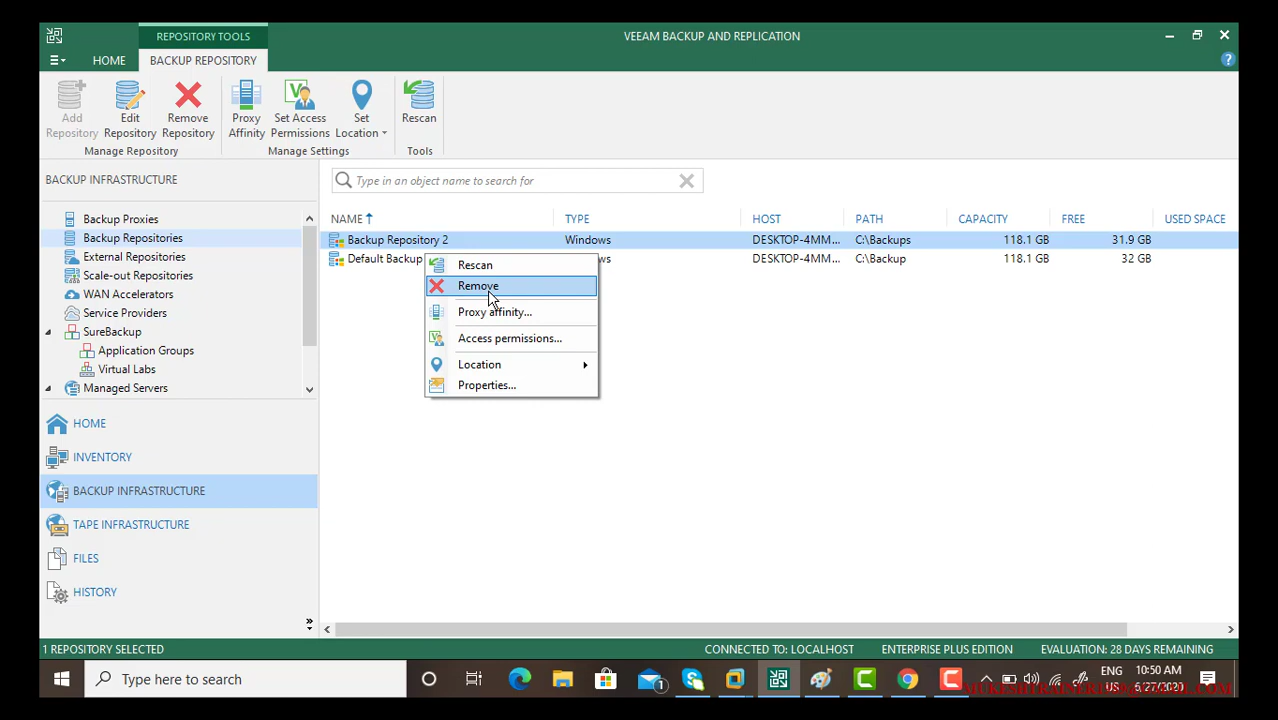 REPOSITORY TOOLS
VEEAM BACKUP AND REPLICATION
HOME
BACKUP REPOSITORY
Add Repository
Edit Repository
Remove Repository
Proxy Affinity
Set Access Permissions
Set Location
Rescan
Manage Repository
Manage Settings
Tools
BACKUP INFRASTRUCTURE
Type in an object name to search for
Backup Proxies
Backup Repositories
External Repositories
Scale-out Repositories
WAN Accelerators
Service Providers
SureBackup
Application Groups
Virtual Labs
Managed Servers
NAME TYPE HOST PATH CAPACITY FREE USED SPACE
Backup Repository 2 Windows DESKTOP-4MM... C:\Backups 118.1 GB 31.9 GB
Default Backup ws DESKTOP-4MM... C:\Backup 118.1 GB 32 GB
Rescan
Remove
Proxy affinity...
Access permissions...
Location
Properties...
HOME
INVENTORY
BACKUP INFRASTRUCTURE
TAPE INFRASTRUCTURE
FILES
HISTORY
1 REPOSITORY SELECTED
CONNECTED TO: LOCALHOST
ENTERPRISE PLUS EDITION
EVALUATION: 28 DAYS REMAINING
Type here to search
1
ENG
US
10:50 AM
6/27/2020